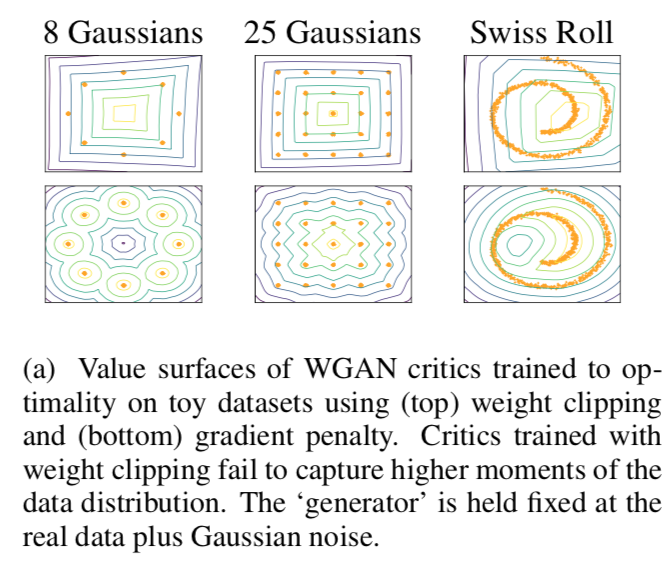 8 Gaussians 25 Gaussians Swiss Roll
(a) Value surfaces of WGAN critics trained to op-
timality on toy datasets using (top) weight clipping
and (bottom) gradient penalty. Critics trained with
weight clipping fail to capture higher moments of the
data distribution. The ‘generator’ is held fixed at the
real data plus Gaussian noise.